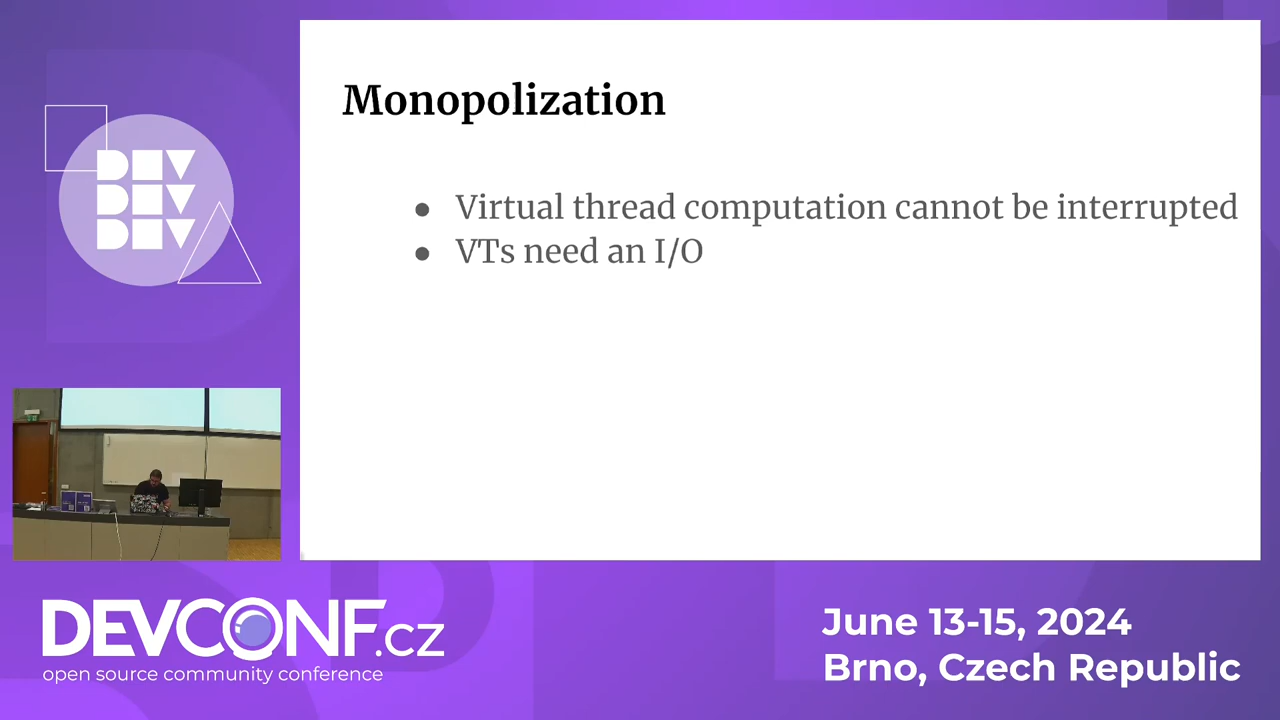 Monopolization
● Virtual thread computation cannot be interrupted
● VTs need an I/O
DEV
DEV
DEV
DEVCONF.cz
open source community conference
June 13-15, 2024
Brno, Czech Republic